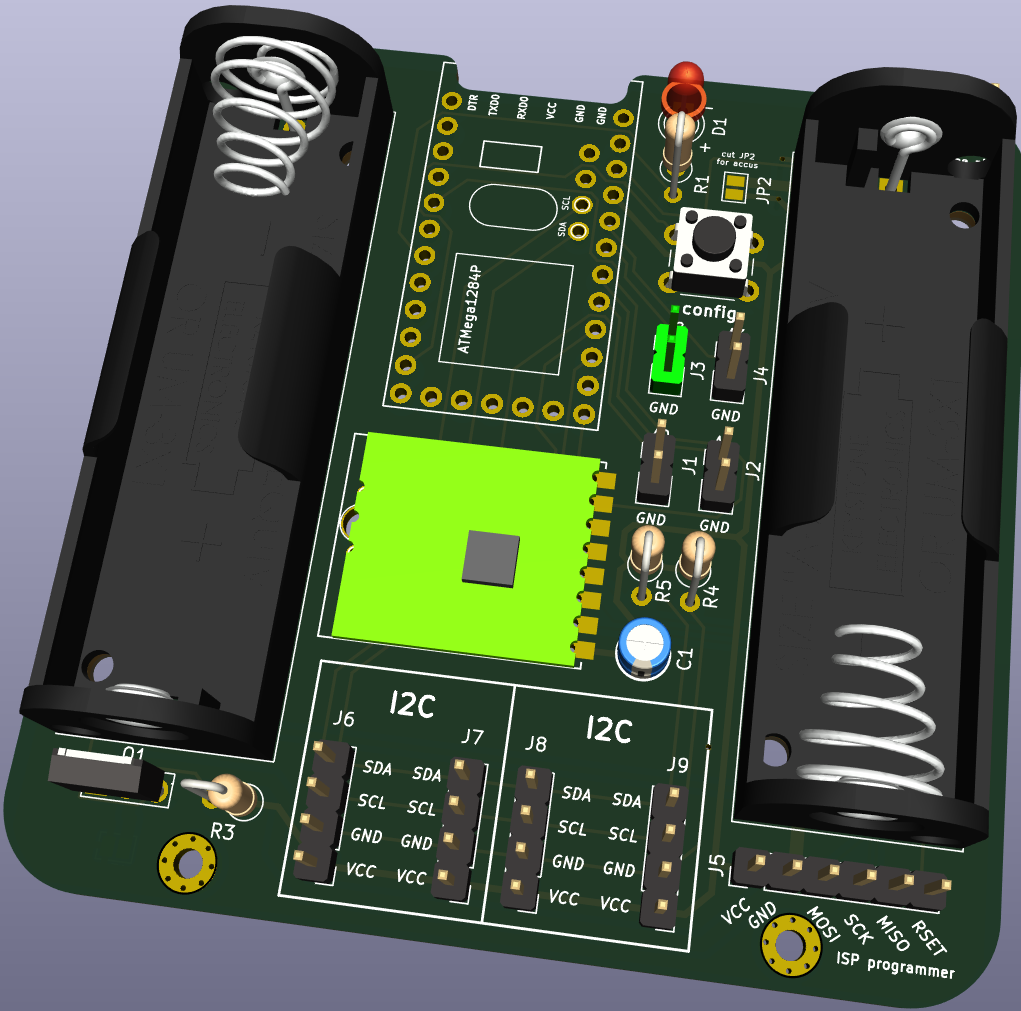 DTR
TXDO
RXDO
VCC
GND
GND
D1
+
cut JP2
for accus
R1
JP2
SCL
SDA
ATMega1284P
config
J3
J4
GND
GND
J1
J2
GND
GND
R5
R4
C1
I2C
I2C
J6
J7
J8
J9
SDA
SCL
GND
VCC
SDA
SCL
GND
VCC
SDA
SCL
GND
VCC
SDA
SCL
GND
VCC
R3
J5
VCC
GND
MOSI
SCK
MISO
RSET
ISP programmer